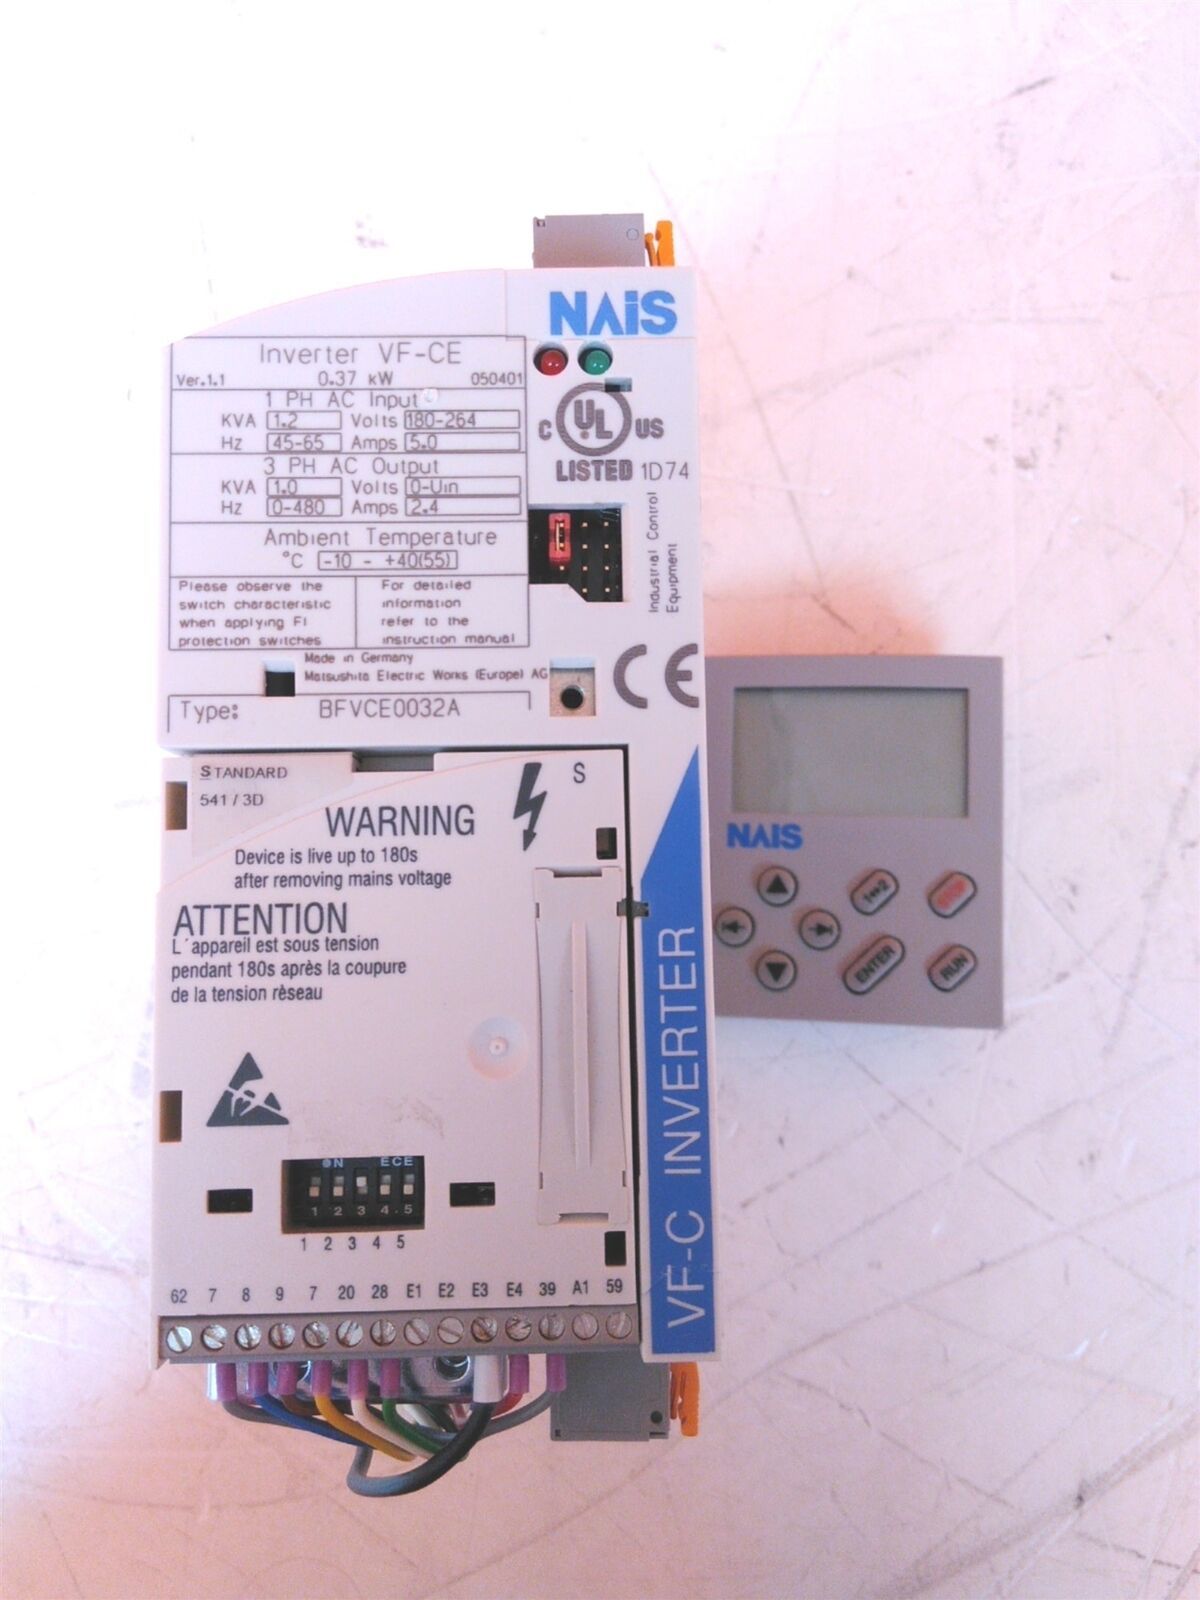 NAiS
Inverter VF-CE
Ver.1.1 0.37 kW 050401
1 PH AC Input
KVA 1.2 Volts 180-264
Hz 45-65 Amps 5.0
3 PH AC Output
KVA 1.0 Volts 0-Uin
Hz 0-480 Amps 2.4
Ambient Temperature
°C -10 - +40(55)
Please observe the
switch characteristic
when applying FI
protection switches
For detailed
information
refer to the
instruction manual
Made in Germany
Matsushita Electric Works (Europe) AG
Type: BFVCE0032A
C UL US
LISTED 1D74
Industrial Control
Equipment
CE
STANDARD
541 / 3D
S
WARNING
Device is live up to 180s
after removing mains voltage
ATTENTION
L´appareil est sous tension
pendant 180s après la coupure
de la tension rèseau
ON ECE
1 2 3 4 5
1 2 3 4 5
62 7 8 9 7 20 28 E1 E2 E3 E4 39 A1 59
VF-C INVERTER
NAiS
1↔2
STOP
ENTER
RUN